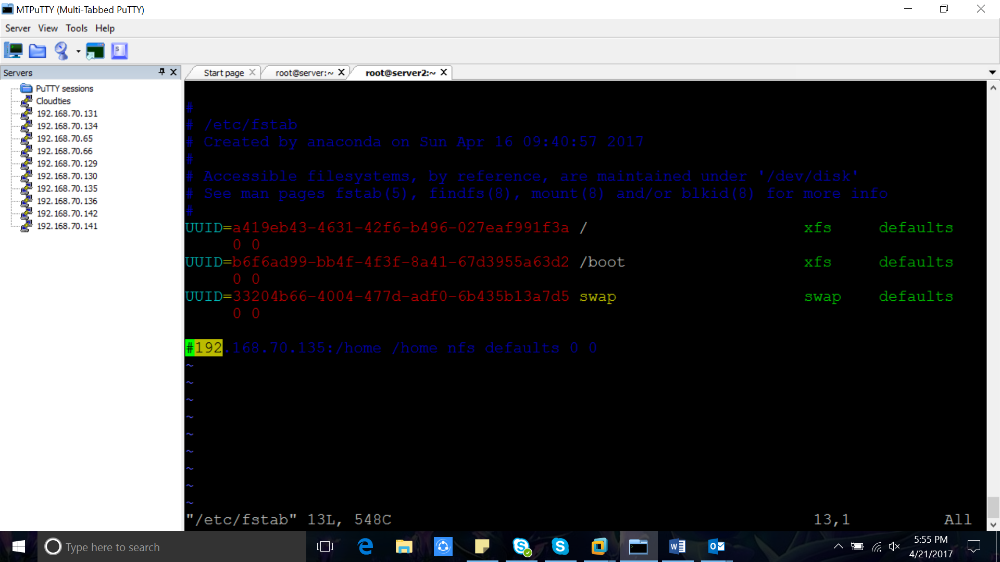 MTPuTTY (Multi-Tabbed PuTTY)
Server View Tools Help
Servers
PuTTY sessions
Cloudties
192.168.70.131
192.168.70.134
192.168.70.65
192.168.70.66
192.168.70.129
192.168.70.130
192.168.70.135
192.168.70.136
192.168.70.142
192.168.70.141
Start page root@server:~ root@server2:~
#
# /etc/fstab
# Created by anaconda on Sun Apr 16 09:40:57 2017
#
# Accessible filesystems, by reference, are maintained under '/dev/disk'
# See man pages fstab(5), findfs(8), mount(8) and/or blkid(8) for more info
#
UUID=a419eb43-4631-42f6-b496-027eaf991f3a / xfs defaults
0 0
UUID=b6f6ad99-bb4f-4f3f-8a41-67d3955a63d2 /boot xfs defaults
0 0
UUID=33204b66-4004-477d-adf0-6b435b13a7d5 swap swap defaults
0 0
#192.168.70.135:/home /home nfs defaults 0 0
~
~
~
~
~
~
~
~
~
"/etc/fstab" 13L, 548C 13,1 All
Type here to search
5:55 PM
4/21/2017